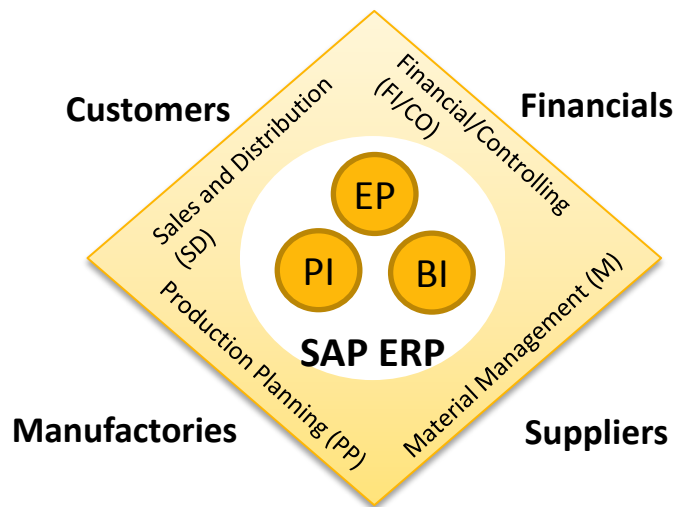 Customers
Financials
Sales and Distribution
(SD)
Financial/Controlling
(FI/CO)
EP
PI
BI
SAP ERP
Production Planning (PP)
Material Management (M)
Manufactories
Suppliers